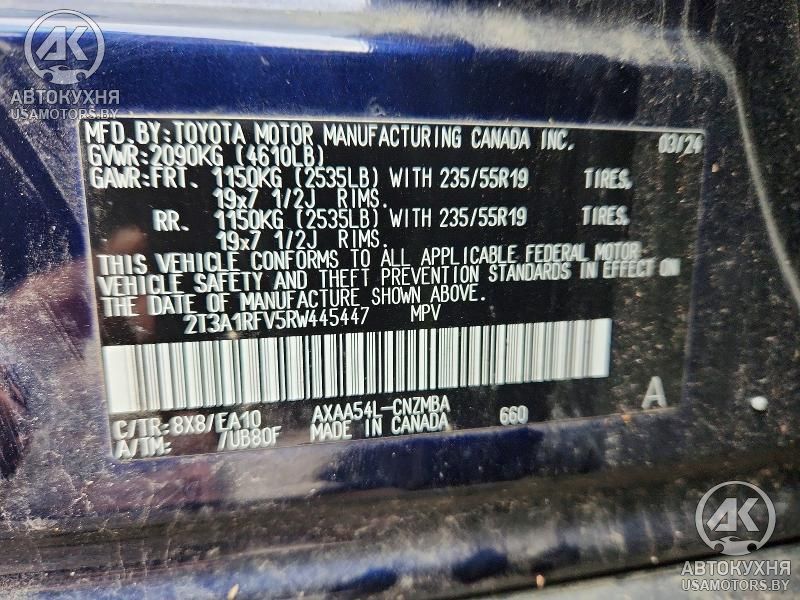 АК
АВТОКУХНЯ
USAMOTORS.BY
MFD. BY: TOYOTA MOTOR MANUFACTURING CANADA INC. 03/24
GVWR: 2090KG (4610LB)
GAWR: FRT. 1150KG (2535LB) WITH 235/55R19 TIRES,
19x7 1/2J RIMS.
RR. 1150KG (2535LB) WITH 235/55R19 TIRES,
19x7 1/2J RIMS.
THIS VEHICLE CONFORMS TO ALL APPLICABLE FEDERAL MOTOR
VEHICLE SAFETY AND THEFT PREVENTION STANDARDS IN EFFECT ON
THE DATE OF MANUFACTURE SHOWN ABOVE.
2T3A1RFV5RW445447 MPV
C/TR: 8X8/EA10 AXAA54L-CNZMBA A
A/TM: /UB80F MADE IN CANADA 660
АК
АВТОКУХНЯ
USAMOTORS.BY